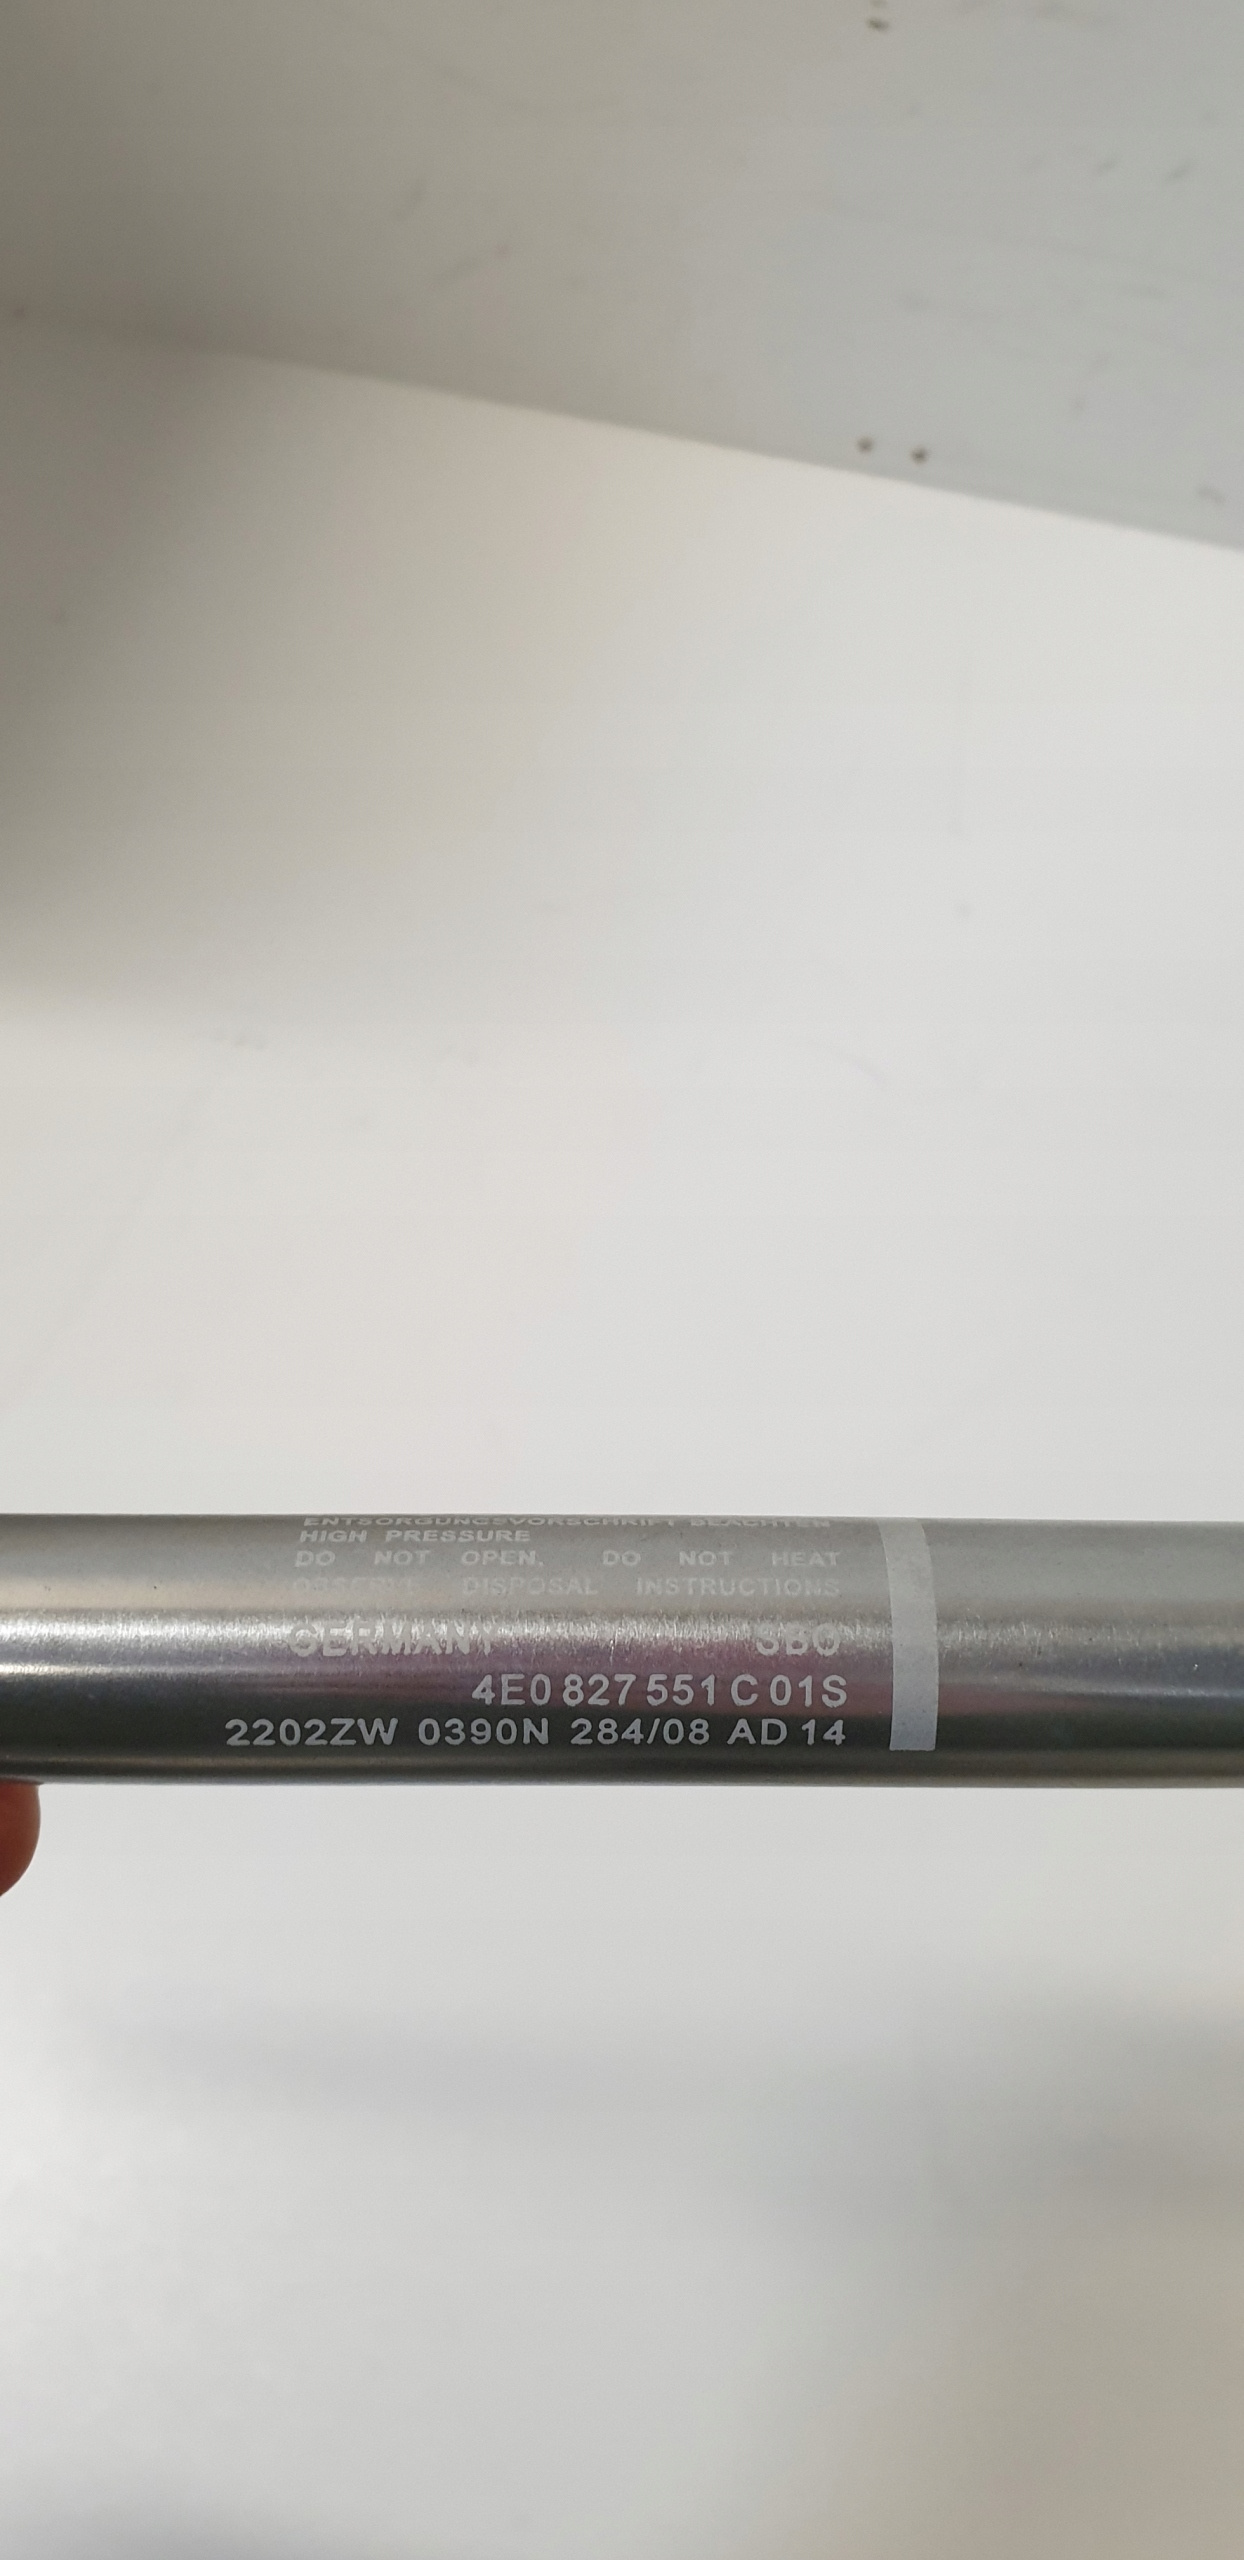 ENTSORGUNGSVORSCHRIFT BEACHTEN
HIGH PRESSURE
DO NOT OPEN. DO NOT HEAT
OBSERVE DISPOSAL INSTRUCTIONS
GERMANY SBO
4E0 827 551 C 01S
2202ZW 0390N 284/08 AD 14